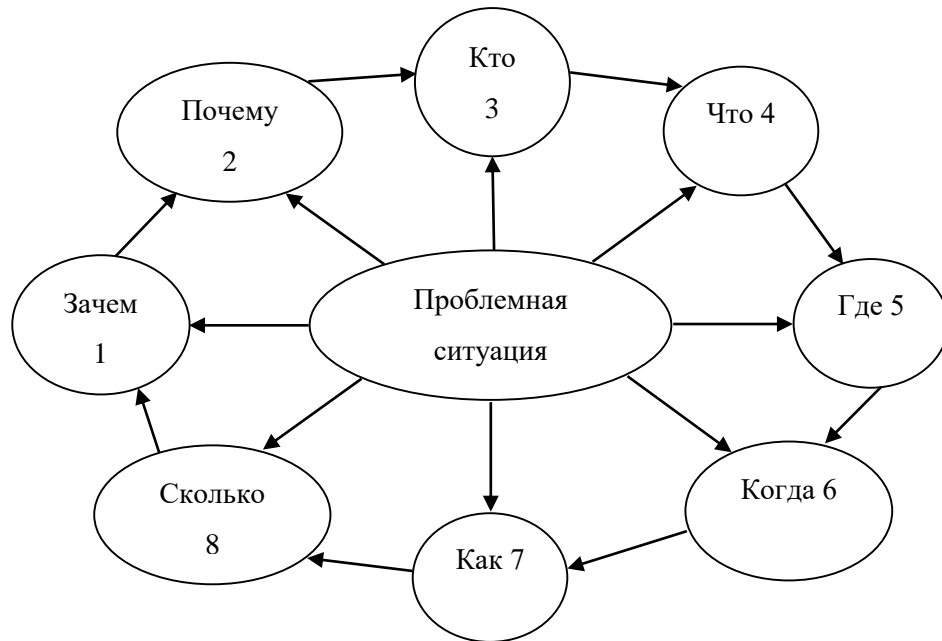 Кто
3
Почему
2
Что 4
Зачем
1
Проблемная
ситуация
Где 5
Сколько
8
Когда 6
Как 7